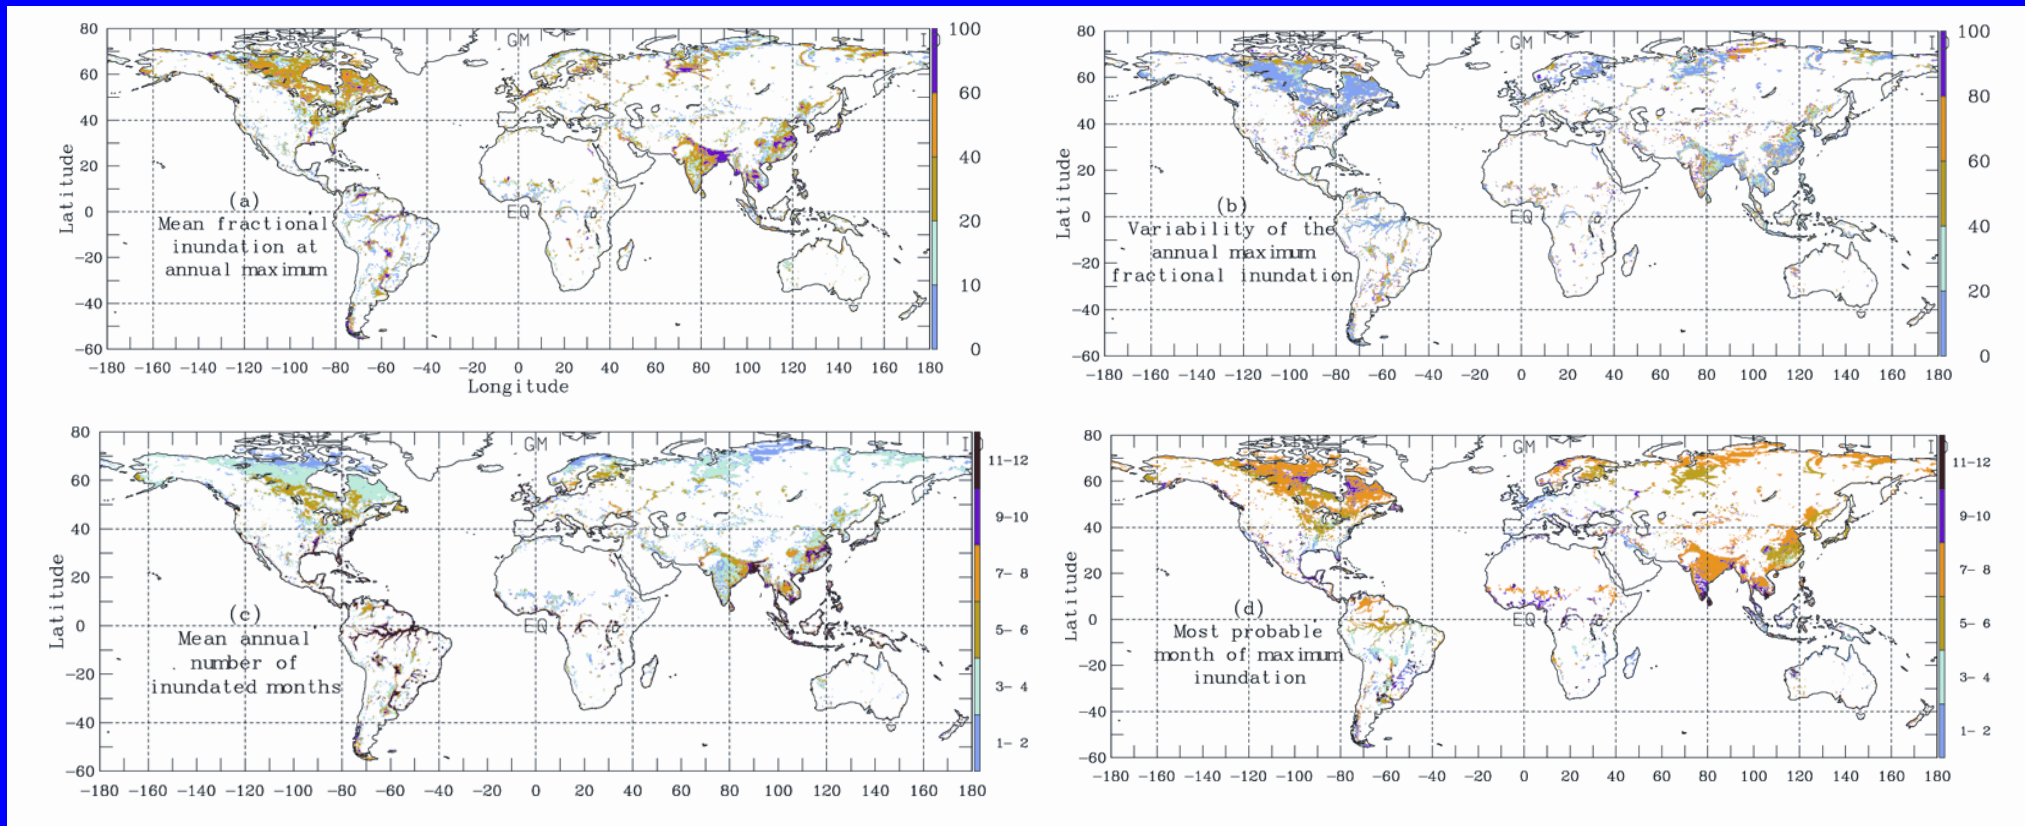 80
60
40
20
0
-20
-40
-60
Latitude
GM
EQ
(a)
Mean fractional
inundation at
annual maximum
100
60
40
20
10
0
-180 -160 -140 -120 -100 -80 -60 -40 -20 0 20 40 60 80 100 120 140 160 180
Longitude
80
60
40
20
0
-20
-40
-60
Latitude
GM
EQ
(b)
Variability of the
annual maximum
fractional inundation
100
80
60
40
20
0
-180 -160 -140 -120 -100 -80 -60 -40 -20 0 20 40 60 80 100 120 140 160 180
80
60
40
20
0
-20
-40
-60
Latitude
GM
EQ
(c)
Mean annual
number of
inundated months
11-12
9-10
7- 8
5- 6
3- 4
1- 2
-180 -160 -140 -120 -100 -80 -60 -40 -20 0 20 40 60 80 100 120 140 160 180
80
60
40
20
0
-20
-40
-60
Latitude
GM
EQ
(d)
Most probable
month of maximum
inundation
11-12
9-10
7- 8
5- 6
3- 4
1- 2
-180 -160 -140 -120 -100 -80 -60 -40 -20 0 20 40 60 80 100 120 140 160 180